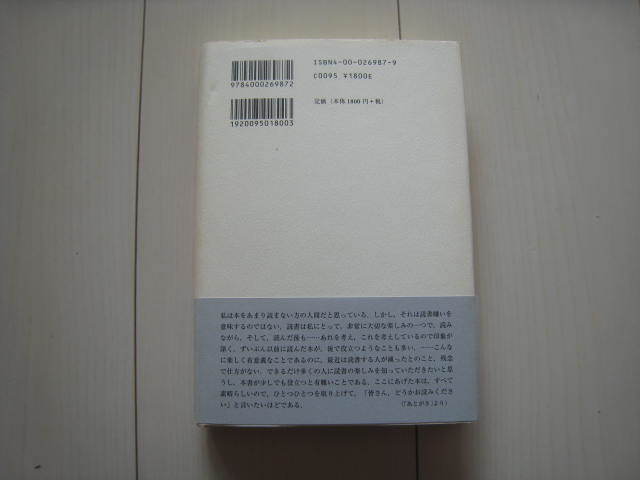 ISBN4-00-026987-9
C0095 ¥1800E
9784000269872
定価(本体1800円+税)
1920095018003
私は本をあまり読まない方の人間だと思っている.しかし,それは読書嫌いを
意味するのではない.読書は私にとって,非常に大切な楽しみの一つで,読み
ながら,そして,読んだ後も……あれを考え,これを考えしているので印象が
深く,ずいぶん以前に読んだ本が,後で役立つようなことも多い.……こんな
に楽しく有意義なことであるのに,最近は読書する人が減ったとのこと,残念
で仕方がない.できるだけ多くの人に読書の楽しみを知っていただきたいと思
うし,本書が少しでも役立つと有難いことである.ここにあげた本は,すべて
素晴らしいので,ひとつひとつを取り上げて,「皆さん,どうかお読みくださ
い」と言いたいほどである.
(「あとがき」より)